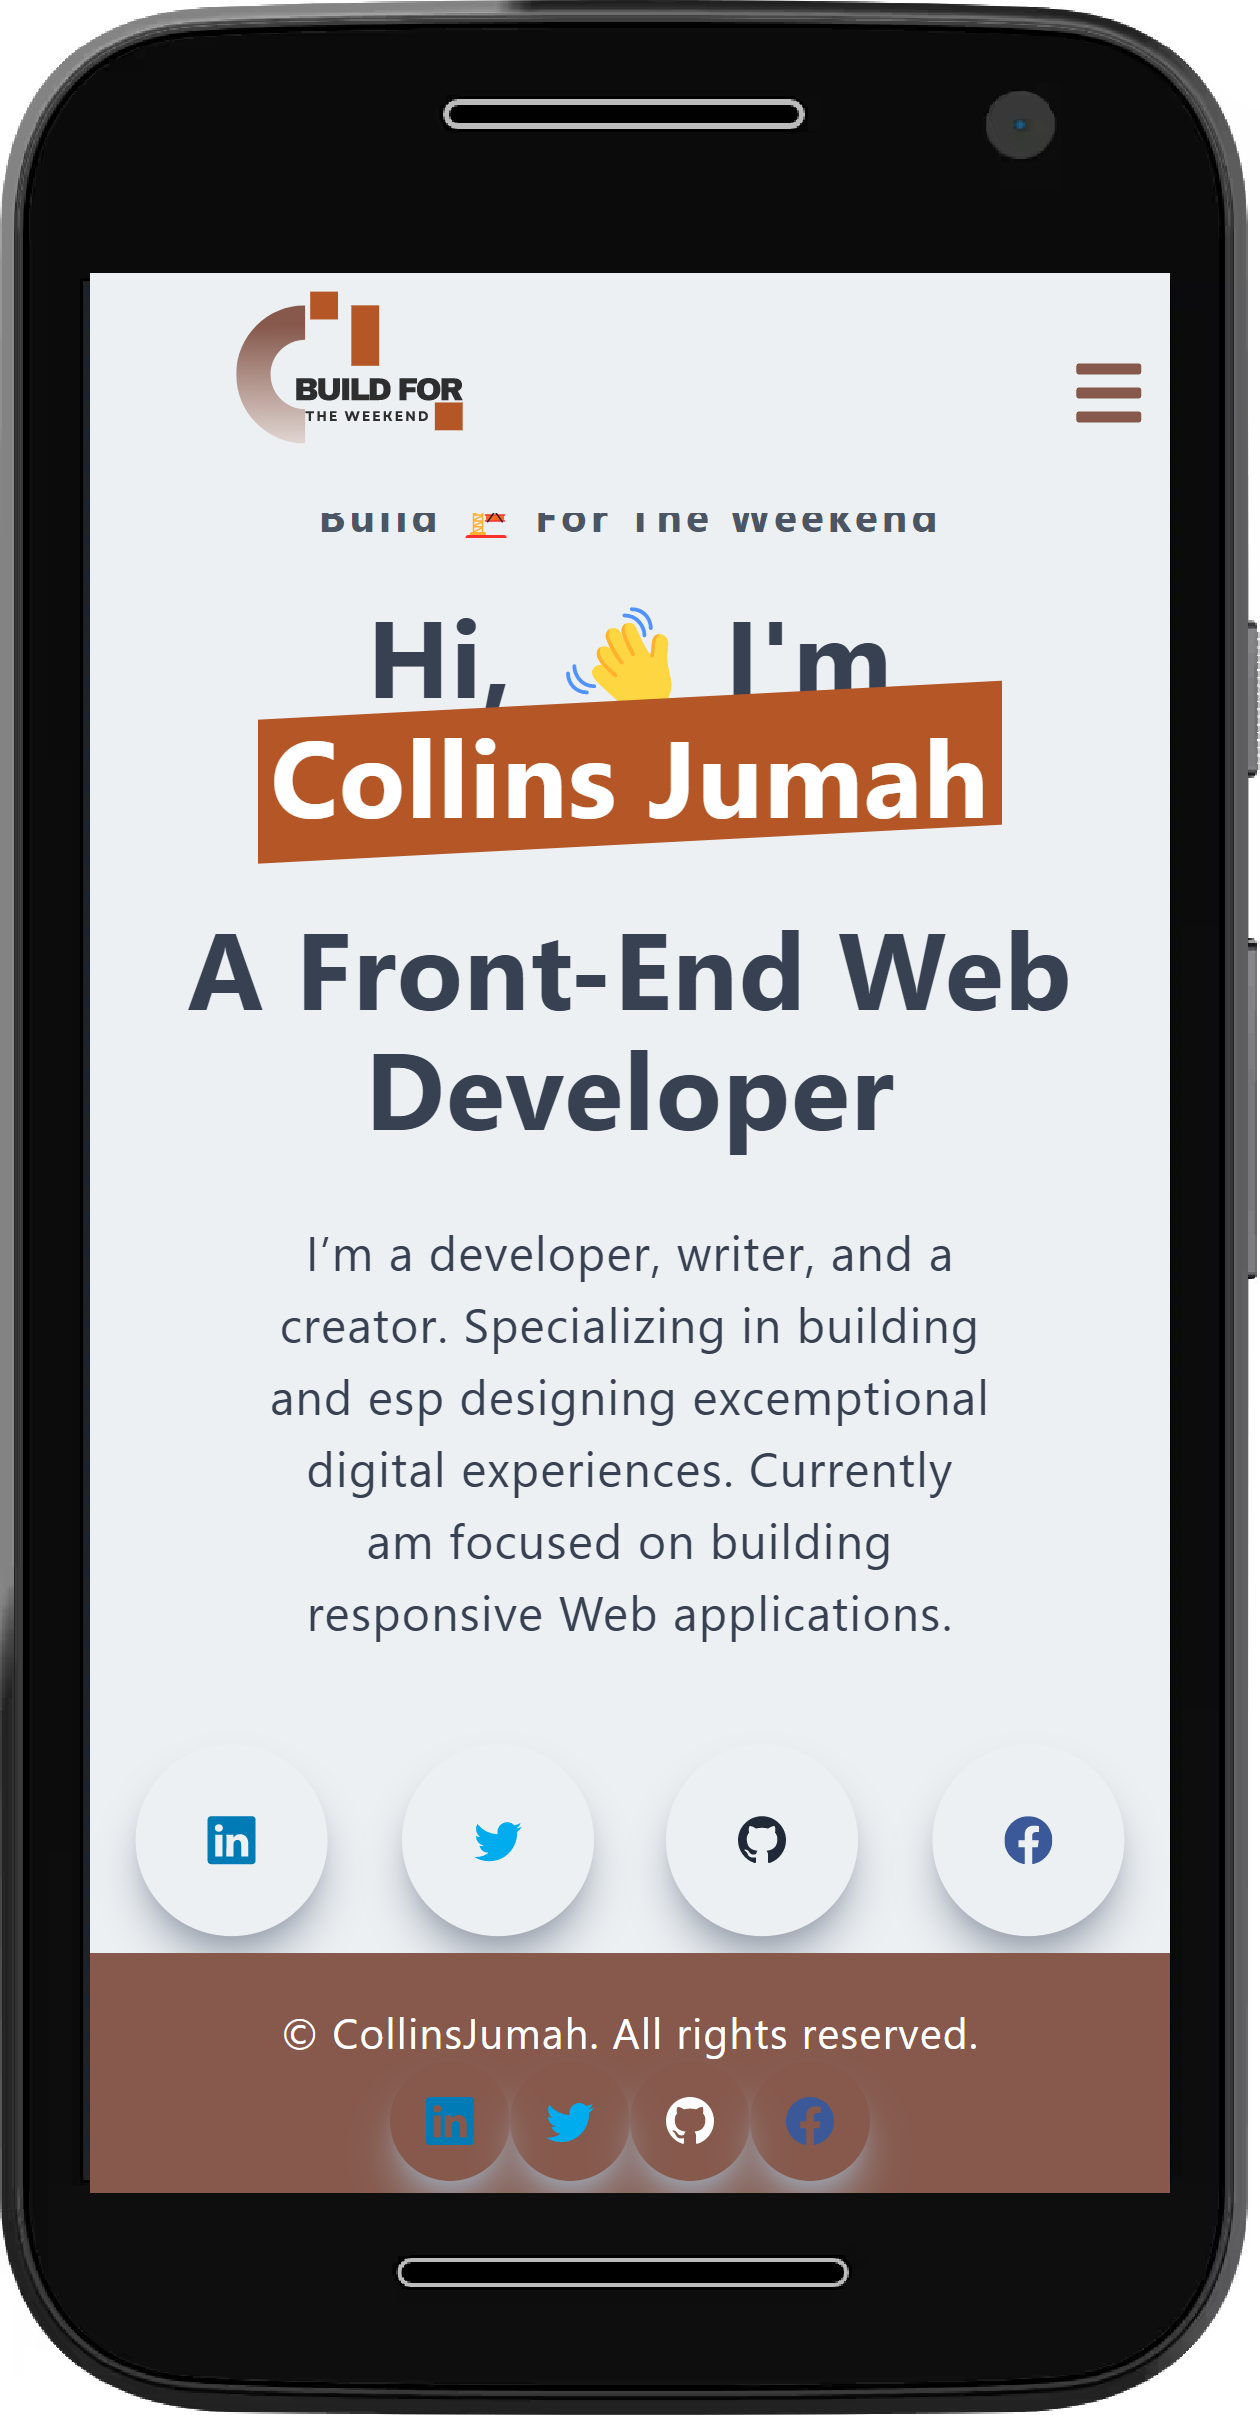 BUILD FOR
THE WEEKEND
Build 🏗 For The Weekend
Hi, 👋 I'm
Collins Jumah
A Front-End Web
Developer
I’m a developer, writer, and a
creator. Specializing in building
and esp designing excemptional
digital experiences. Currently
am focused on building
responsive Web applications.
in
© CollinsJumah. All rights reserved.
in